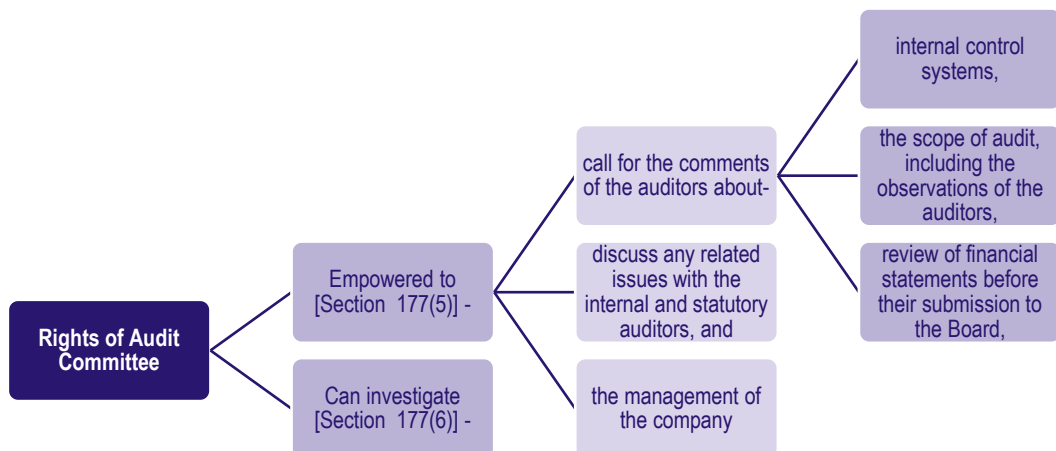 Rights of Audit
Committee
Empowered to
[Section 177(5)] -
call for the comments
of the auditors about-
internal control
systems,
the scope of audit,
including the
observations of the
auditors,
review of financial
statements before
their submission to
the Board,
discuss any related
issues with the
internal and statutory
auditors, and
the management of
the company
Can investigate
[Section 177(6)] -